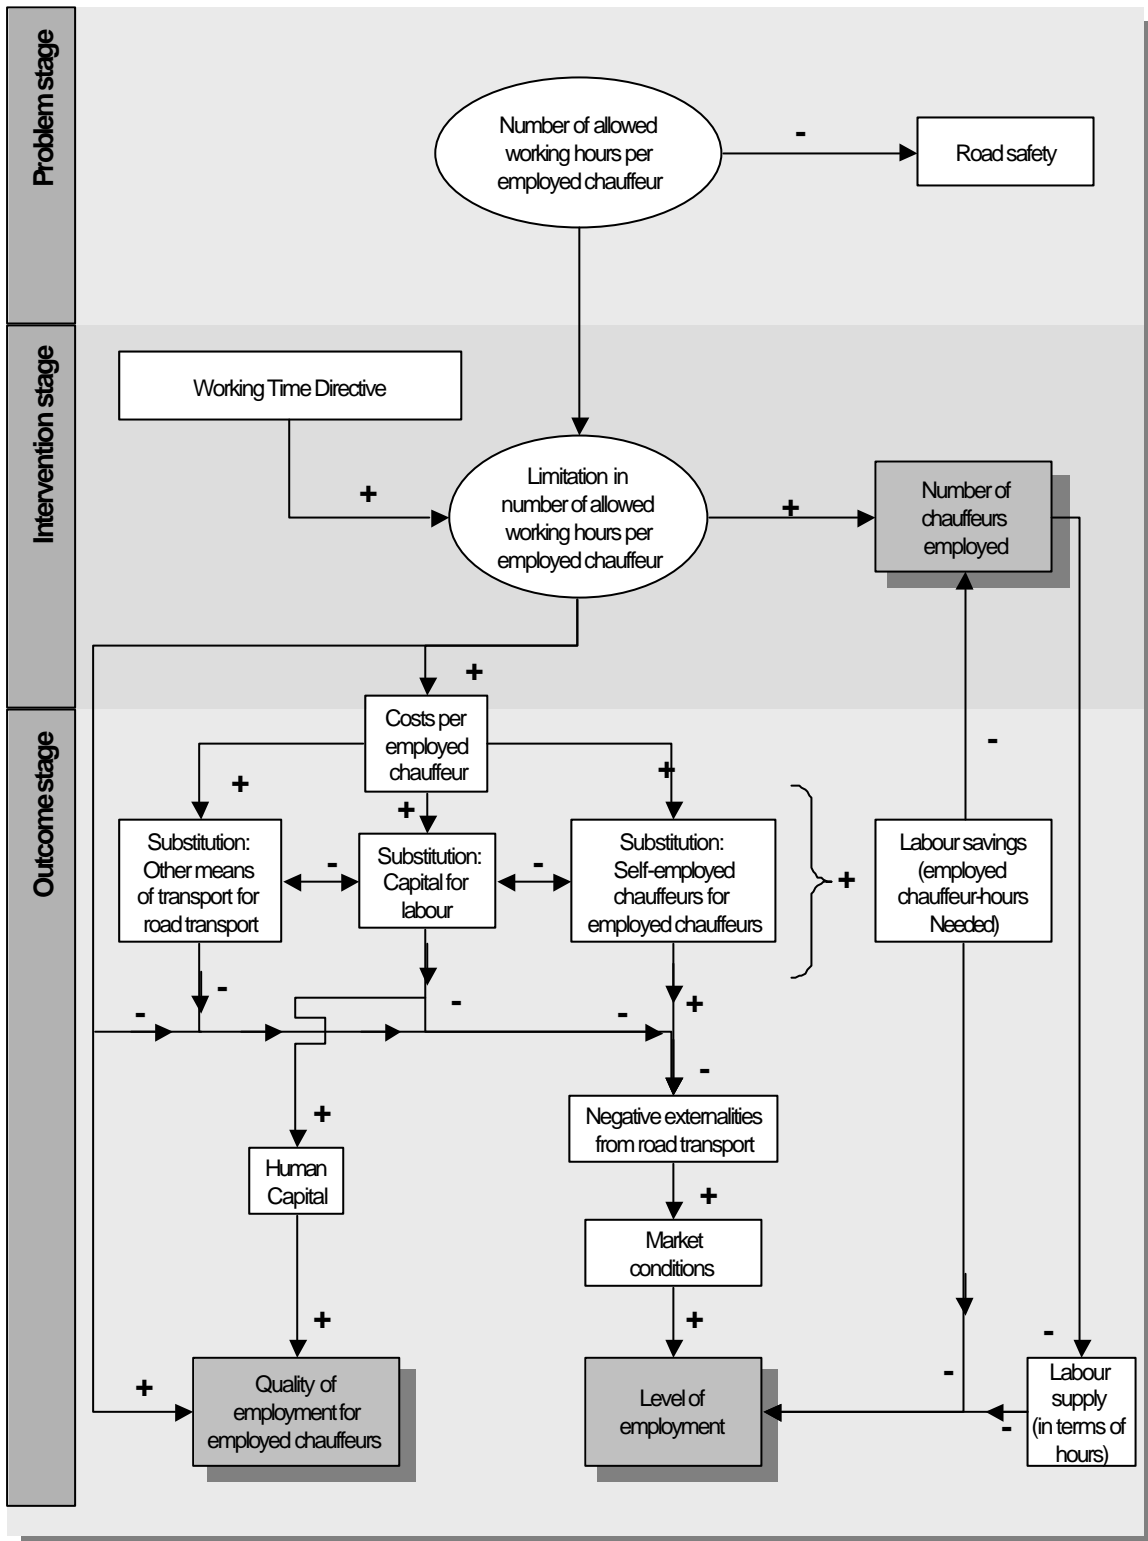 Problem stage
Number of allowed
working hours per
employed chauffeur
-
Road safety
Intervention stage
Working Time Directive
+
Limitation in
number of allowed
working hours per
employed chauffeur
+
Number of
chauffeurs
employed
+
Outcome stage
Costs per
employed
chauffeur
-
+
+
+
Substitution:
Other means
of transport for
road transport
-
Substitution:
Capital for
labour
-
Substitution:
Self-employed
chauffeurs for
employed chauffeurs
+
Labour savings
(employed
chauffeur-hours
Needed)
-
-
-
+
-
-
Negative externalities
from road transport
+
Human
Capital
+
Market
conditions
+
+
-
Quality of
employment for
employed chauffeurs
+
Level of
employment
-
-
Labour
supply
(in terms of
hours)